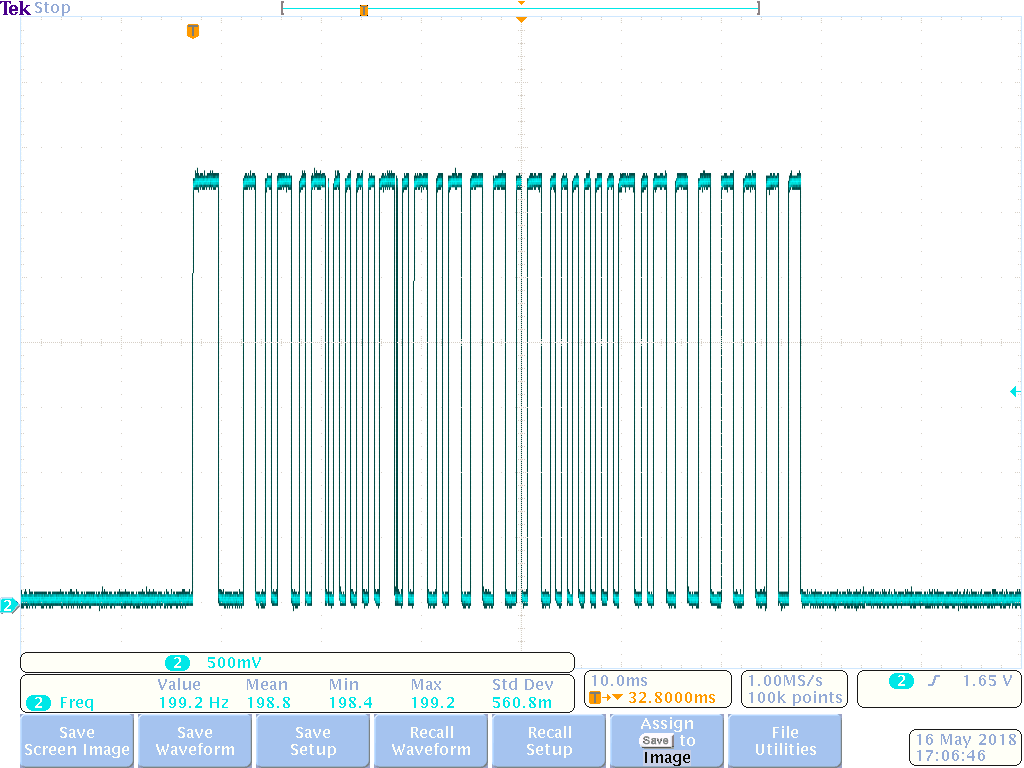 Tek Stop
T
T
2
2 500mV
Value Mean Min Max Std Dev
2 Freq 199.2 Hz 198.8 198.4 199.2 560.8m
10.0ms
T→▼32.8000ms
1.00MS/s
100k points
2 1.65 V
Save
Screen Image
Save
Waveform
Save
Setup
Recall
Waveform
Recall
Setup
Assign
Save to
Image
File
Utilities
16 May 2018
17:06:46